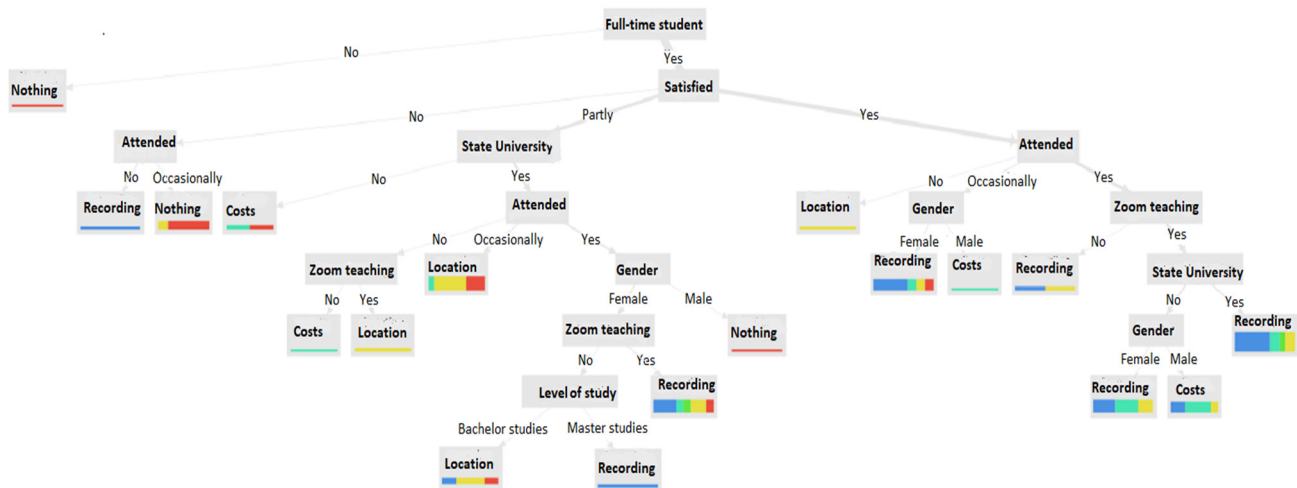 Full-time student
No
Yes
Nothing
Satisfied
No
Partly
Yes
Attended
State University
Attended
No
Occasionally
No
Yes
No
Occasionally
Yes
Recording
Nothing
Costs
Attended
Location
Gender
Zoom teaching
No
Occasionally
Yes
Female
Male
No
Yes
Zoom teaching
Location
Gender
Recording
Costs
Recording
State University
No
Yes
Female
Male
No
Yes
Costs
Location
Zoom teaching
Nothing
Gender
Recording
No
Yes
Female
Male
Level of study
Recording
Recording
Costs
Bachelor studies
Master studies
Location
Recording